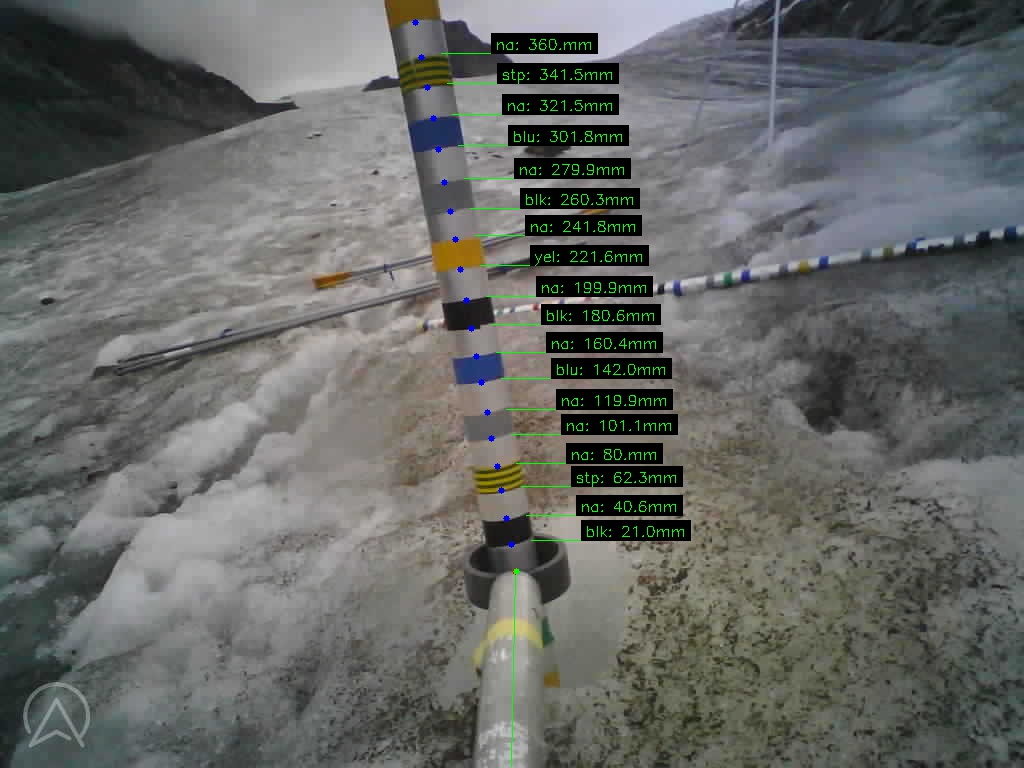 na: 360.mm
stp: 341.5mm
na: 321.5mm
blu: 301.8mm
na: 279.9mm
blk: 260.3mm
na: 241.8mm
yel: 221.6mm
na: 199.9mm
blk: 180.6mm
na: 160.4mm
blu: 142.0mm
na: 119.9mm
na: 101.1mm
na: 80.mm
stp: 62.3mm
na: 40.6mm
blk: 21.0mm